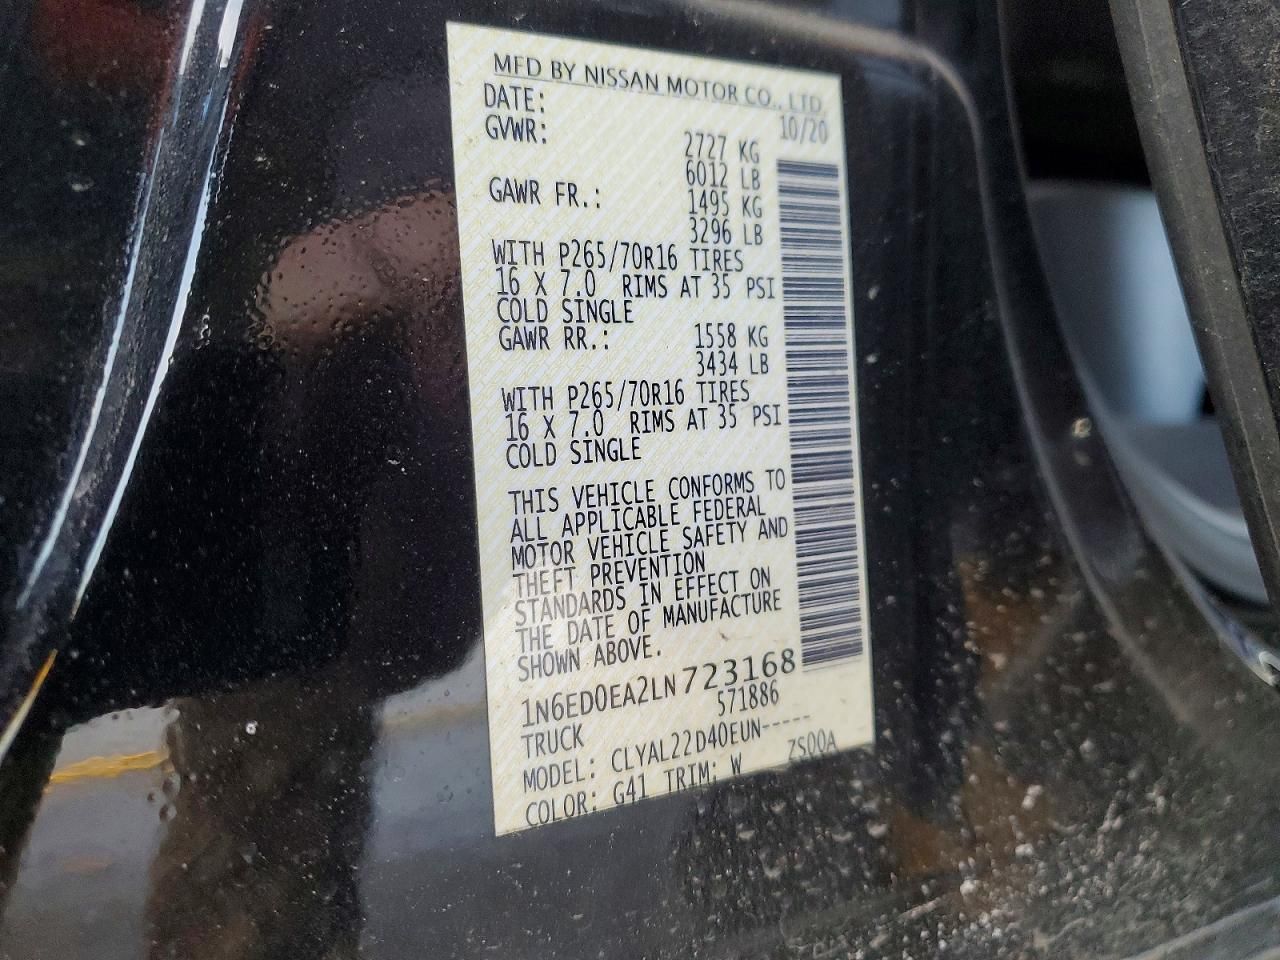 MFD BY NISSAN MOTOR CO., LTD.
DATE: 10/20
GVWR: 2727 KG
6012 LB
GAWR FR.: 1495 KG
3296 LB
WITH P265/70R16 TIRES
16 X 7.0 RIMS AT 35 PSI
COLD SINGLE
GAWR RR.: 1558 KG
3434 LB
WITH P265/70R16 TIRES
16 X 7.0 RIMS AT 35 PSI
COLD SINGLE
THIS VEHICLE CONFORMS TO
ALL APPLICABLE FEDERAL
MOTOR VEHICLE SAFETY AND
THEFT PREVENTION
STANDARDS IN EFFECT ON
THE DATE OF MANUFACTURE
SHOWN ABOVE.
1N6ED0EA2LN723168
TRUCK 571886
MODEL: CLYAL22D40EUN-----
COLOR: G41 TRIM: W ZS00A